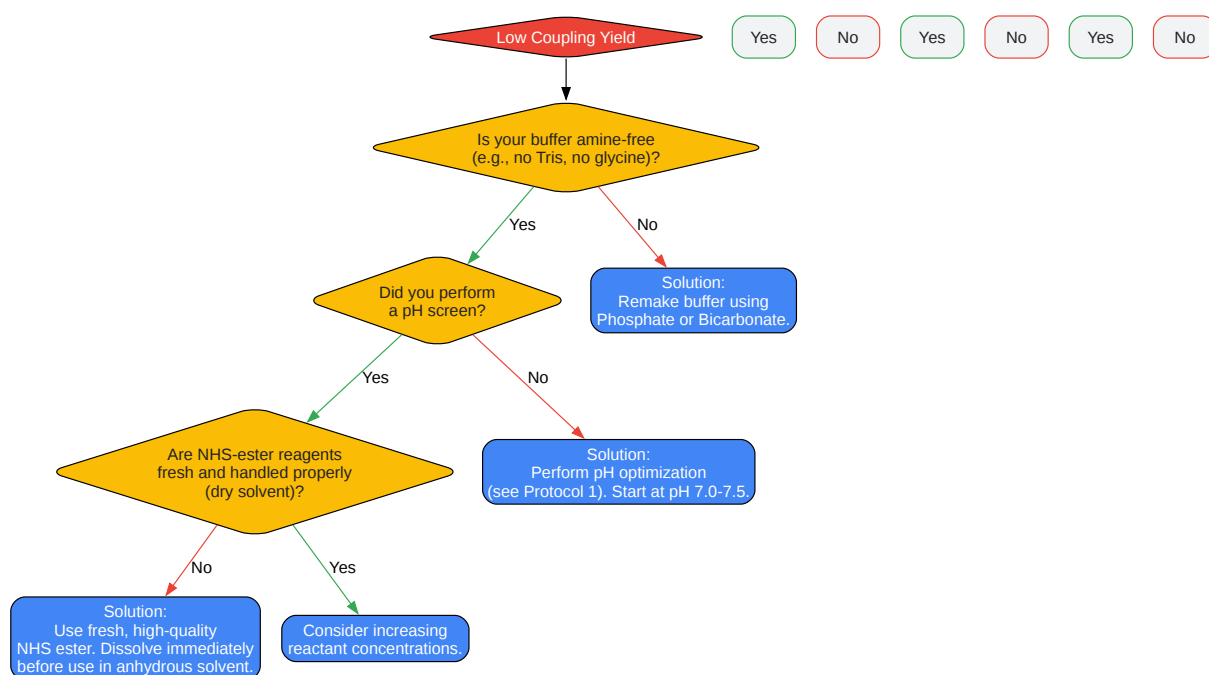 Low Coupling Yield
Yes
No
Yes
No
Yes
No
Is your buffer amine-free
(e.g., no Tris, no glycine)?
Yes
No
Did you perform
a pH screen?
Solution:
Remake buffer using
Phosphate or Bicarbonate.
Yes
No
Are NHS-ester reagents
fresh and handled properly
(dry solvent)?
Solution:
Perform pH optimization
(see Protocol 1). Start at pH 7.0-7.5.
No
Yes
Solution:
Use fresh, high-quality
NHS ester. Dissolve immediately
before use in anhydrous solvent.
Consider increasing
reactant concentrations.